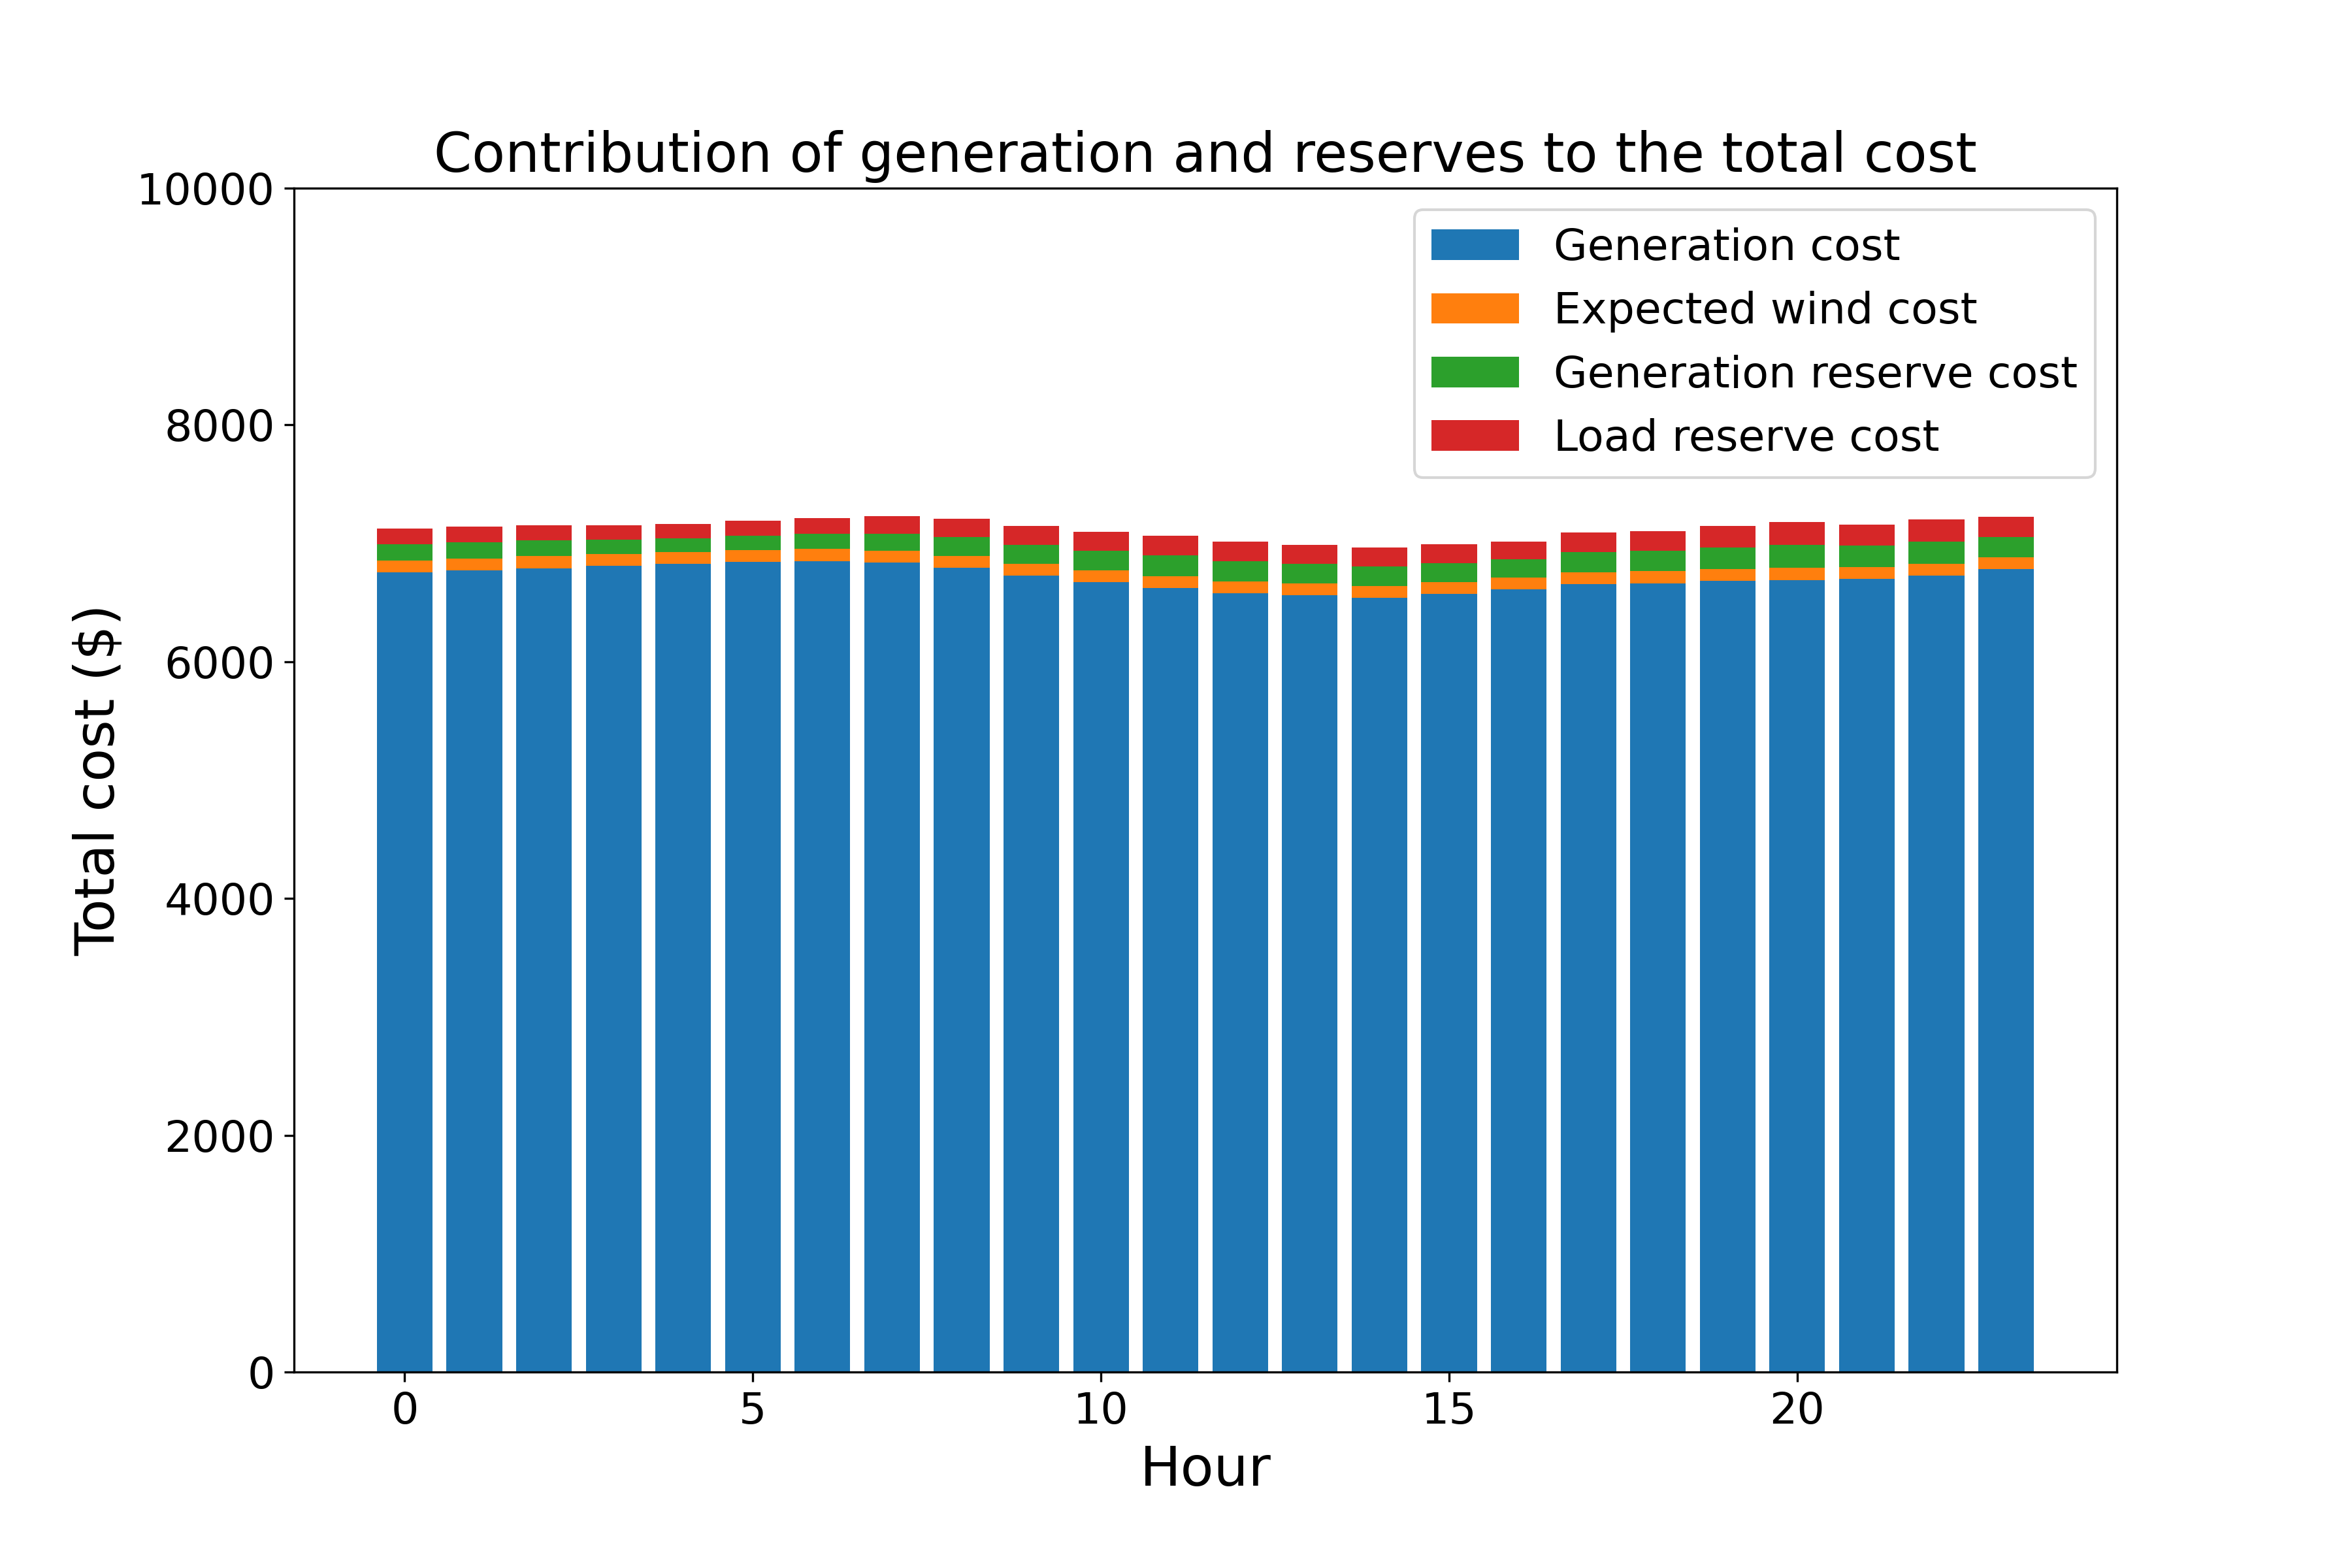 Contribution of generation and reserves to the total cost
10000
8000
6000
4000
2000
0
Total cost ($)
Generation cost
Expected wind cost
Generation reserve cost
Load reserve cost
0 5 10 15 20
Hour